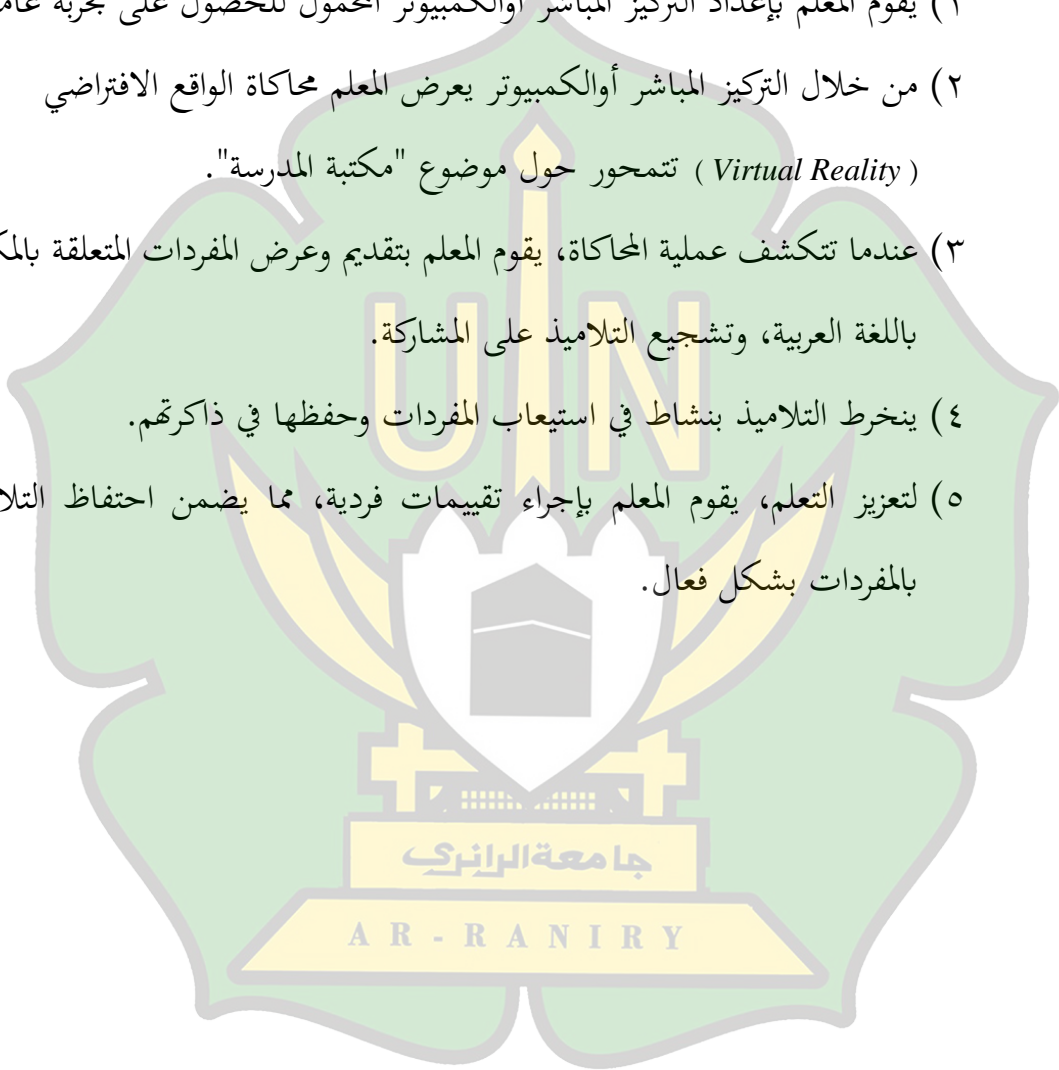 ١) يقوم المعلم بإعداد التركيز المباشر أوالكمبيوتر المحمول للحصول على تجربة
٢) من خلال التركيز المباشر أوالكمبيوتر يعرض المعلم محاكاة الواقع الافتراضي
( Virtual Reality ) تتمحور حول موضوع "مكتبة المدرسة".
٣) عندما تتكشف عملية المحاكاة، يقوم المعلم بتقديم وعرض المفردات المتعلقة
باللغة العربية، وتشجيع التلاميذ على المشاركة.
٤) ينخرط التلاميذ بنشاط في استيعاب المفردات وحفظها في ذاكرتهم.
٥) لتعزيز التعلم، يقوم المعلم بإجراء تقييمات فردية، مما يضمن احتفاظ
بالمفردات بشكل فعال.
UIN
جامعة الرانري
AR-RANIRY